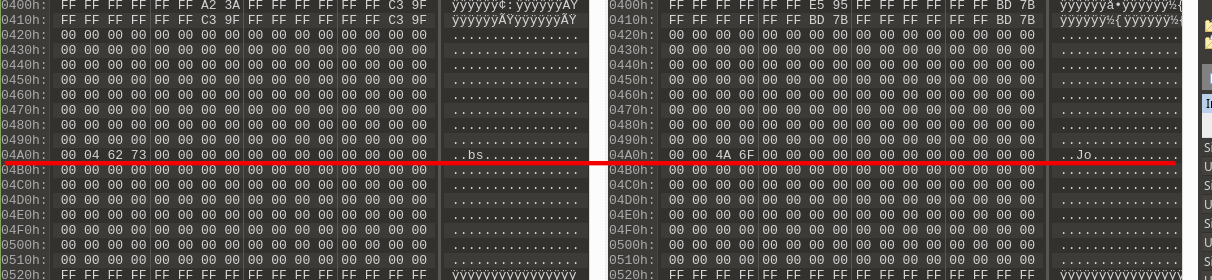 0400h: FF FF FF FF FF FF A2 3A FF FF FF FF FF FF C3 9F ÿÿÿÿÿÿ¢:ÿÿÿÿÿÿÃŸ
0410h: FF FF FF FF FF FF C3 9F FF FF FF FF FF FF C3 9F ÿÿÿÿÿÿÃŸÿÿÿÿÿÿÃŸ
0420h: 00 00 00 00 00 00 00 00 00 00 00 00 00 00 00 00 ................
0430h: 00 00 00 00 00 00 00 00 00 00 00 00 00 00 00 00 ................
0440h: 00 00 00 00 00 00 00 00 00 00 00 00 00 00 00 00 ................
0450h: 00 00 00 00 00 00 00 00 00 00 00 00 00 00 00 00 ................
0460h: 00 00 00 00 00 00 00 00 00 00 00 00 00 00 00 00 ................
0470h: 00 00 00 00 00 00 00 00 00 00 00 00 00 00 00 00 ................
0480h: 00 00 00 00 00 00 00 00 00 00 00 00 00 00 00 00 ................
0490h: 00 00 00 00 00 00 00 00 00 00 00 00 00 00 00 00 ................
04A0h: 00 04 62 73 00 00 00 00 00 00 00 00 00 00 00 00 ..bs............
04B0h: 00 00 00 00 00 00 00 00 00 00 00 00 00 00 00 00 ................
04C0h: 00 00 00 00 00 00 00 00 00 00 00 00 00 00 00 00 ................
04D0h: 00 00 00 00 00 00 00 00 00 00 00 00 00 00 00 00 ................
04E0h: 00 00 00 00 00 00 00 00 00 00 00 00 00 00 00 00 ................
04F0h: 00 00 00 00 00 00 00 00 00 00 00 00 00 00 00 00 ................
0500h: 00 00 00 00 00 00 00 00 00 00 00 00 00 00 00 00 ................
0510h: 00 00 00 00 00 00 00 00 00 00 00 00 00 00 00 00 ................
0520h: FF FF FF FF FF FF FF FF FF FF FF FF FF FF FF FF ÿÿÿÿÿÿÿÿÿÿÿÿÿÿÿÿ
0400h: FF FF FF FF FF FF E5 95 FF FF FF FF FF FF BD 7B ÿÿÿÿÿÿå•ÿÿÿÿÿÿ½{
0410h: FF FF FF FF FF FF BD 7B FF FF FF FF FF FF BD 7B ÿÿÿÿÿÿ½{ÿÿÿÿÿÿ½{
0420h: 00 00 00 00 00 00 00 00 00 00 00 00 00 00 00 00 ................
0430h: 00 00 00 00 00 00 00 00 00 00 00 00 00 00 00 00 ................
0440h: 00 00 00 00 00 00 00 00 00 00 00 00 00 00 00 00 ................
0450h: 00 00 00 00 00 00 00 00 00 00 00 00 00 00 00 00 ................
0460h: 00 00 00 00 00 00 00 00 00 00 00 00 00 00 00 00 ................
0470h: 00 00 00 00 00 00 00 00 00 00 00 00 00 00 00 00 ................
0480h: 00 00 00 00 00 00 00 00 00 00 00 00 00 00 00 00 ................
0490h: 00 00 00 00 00 00 00 00 00 00 00 00 00 00 00 00 ................
04A0h: 00 00 4A 6F 00 00 00 00 00 00 00 00 00 00 00 00 ..Jo............
04B0h: 00 00 00 00 00 00 00 00 00 00 00 00 00 00 00 00 ................
04C0h: 00 00 00 00 00 00 00 00 00 00 00 00 00 00 00 00 ................
04D0h: 00 00 00 00 00 00 00 00 00 00 00 00 00 00 00 00 ................
04E0h: 00 00 00 00 00 00 00 00 00 00 00 00 00 00 00 00 ................
04F0h: 00 00 00 00 00 00 00 00 00 00 00 00 00 00 00 00 ................
0500h: 00 00 00 00 00 00 00 00 00 00 00 00 00 00 00 00 ................
0510h: 00 00 00 00 00 00 00 00 00 00 00 00 00 00 00 00 ................
0520h: FF FF FF FF FF FF FF FF FF FF FF FF FF FF FF FF ÿÿÿÿÿÿÿÿÿÿÿÿÿÿÿÿ